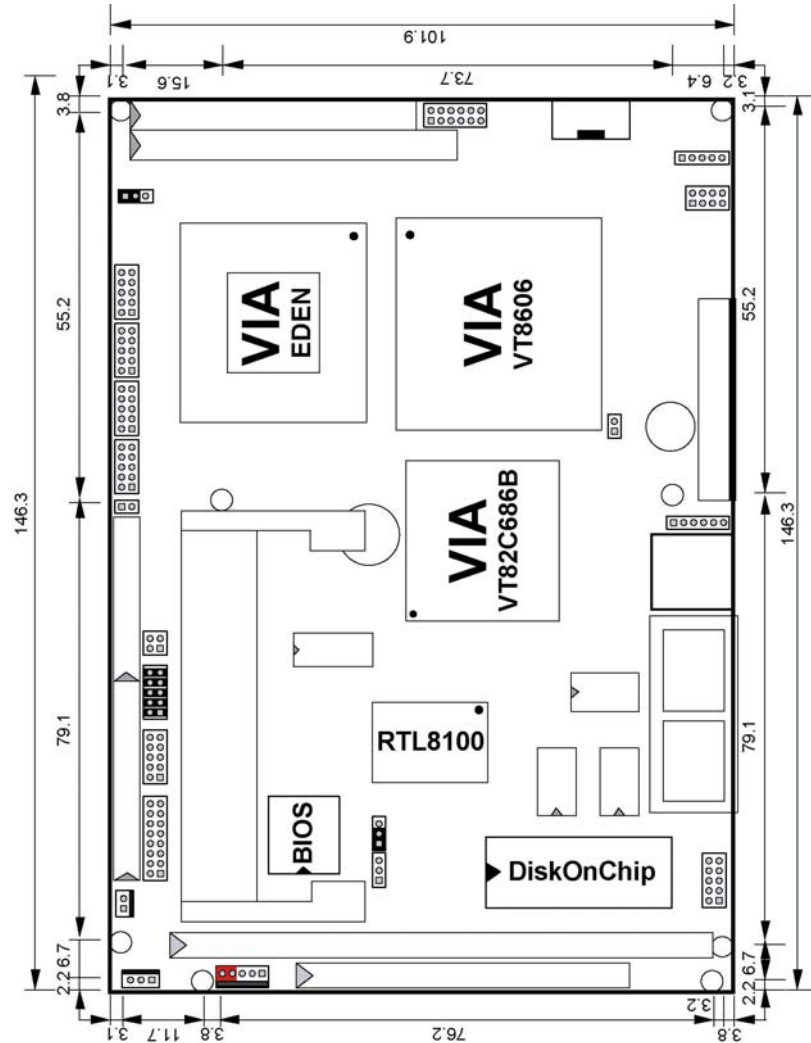 101.9
3.1
15.6
73.7
6.4
3.2
3.8
3.1
VIA
EDEN
VIA
VT8606
55.2
55.2
146.3
146.3
VIA
VT82C686B
79.1
79.1
RTL8100
BIOS
DiskOnChip
6.7
6.7
2.2
2.2
3.1
11.7
3.8
76.2
3.2
3.8